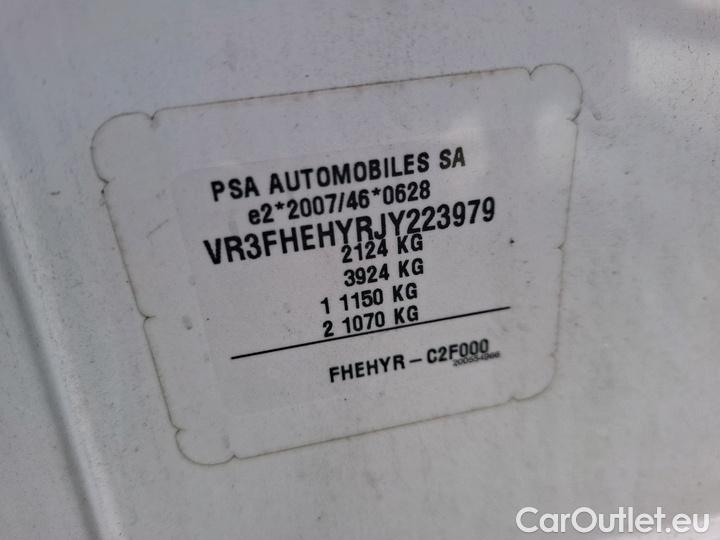 PSA AUTOMOBILES SA
e2*2007/46*0628
VR3FHEHYRJY223979
2124 KG
3924 KG
1 1150 KG
2 1070 KG
FHEHYR-C2F000
200554966
CarOutlet.eu